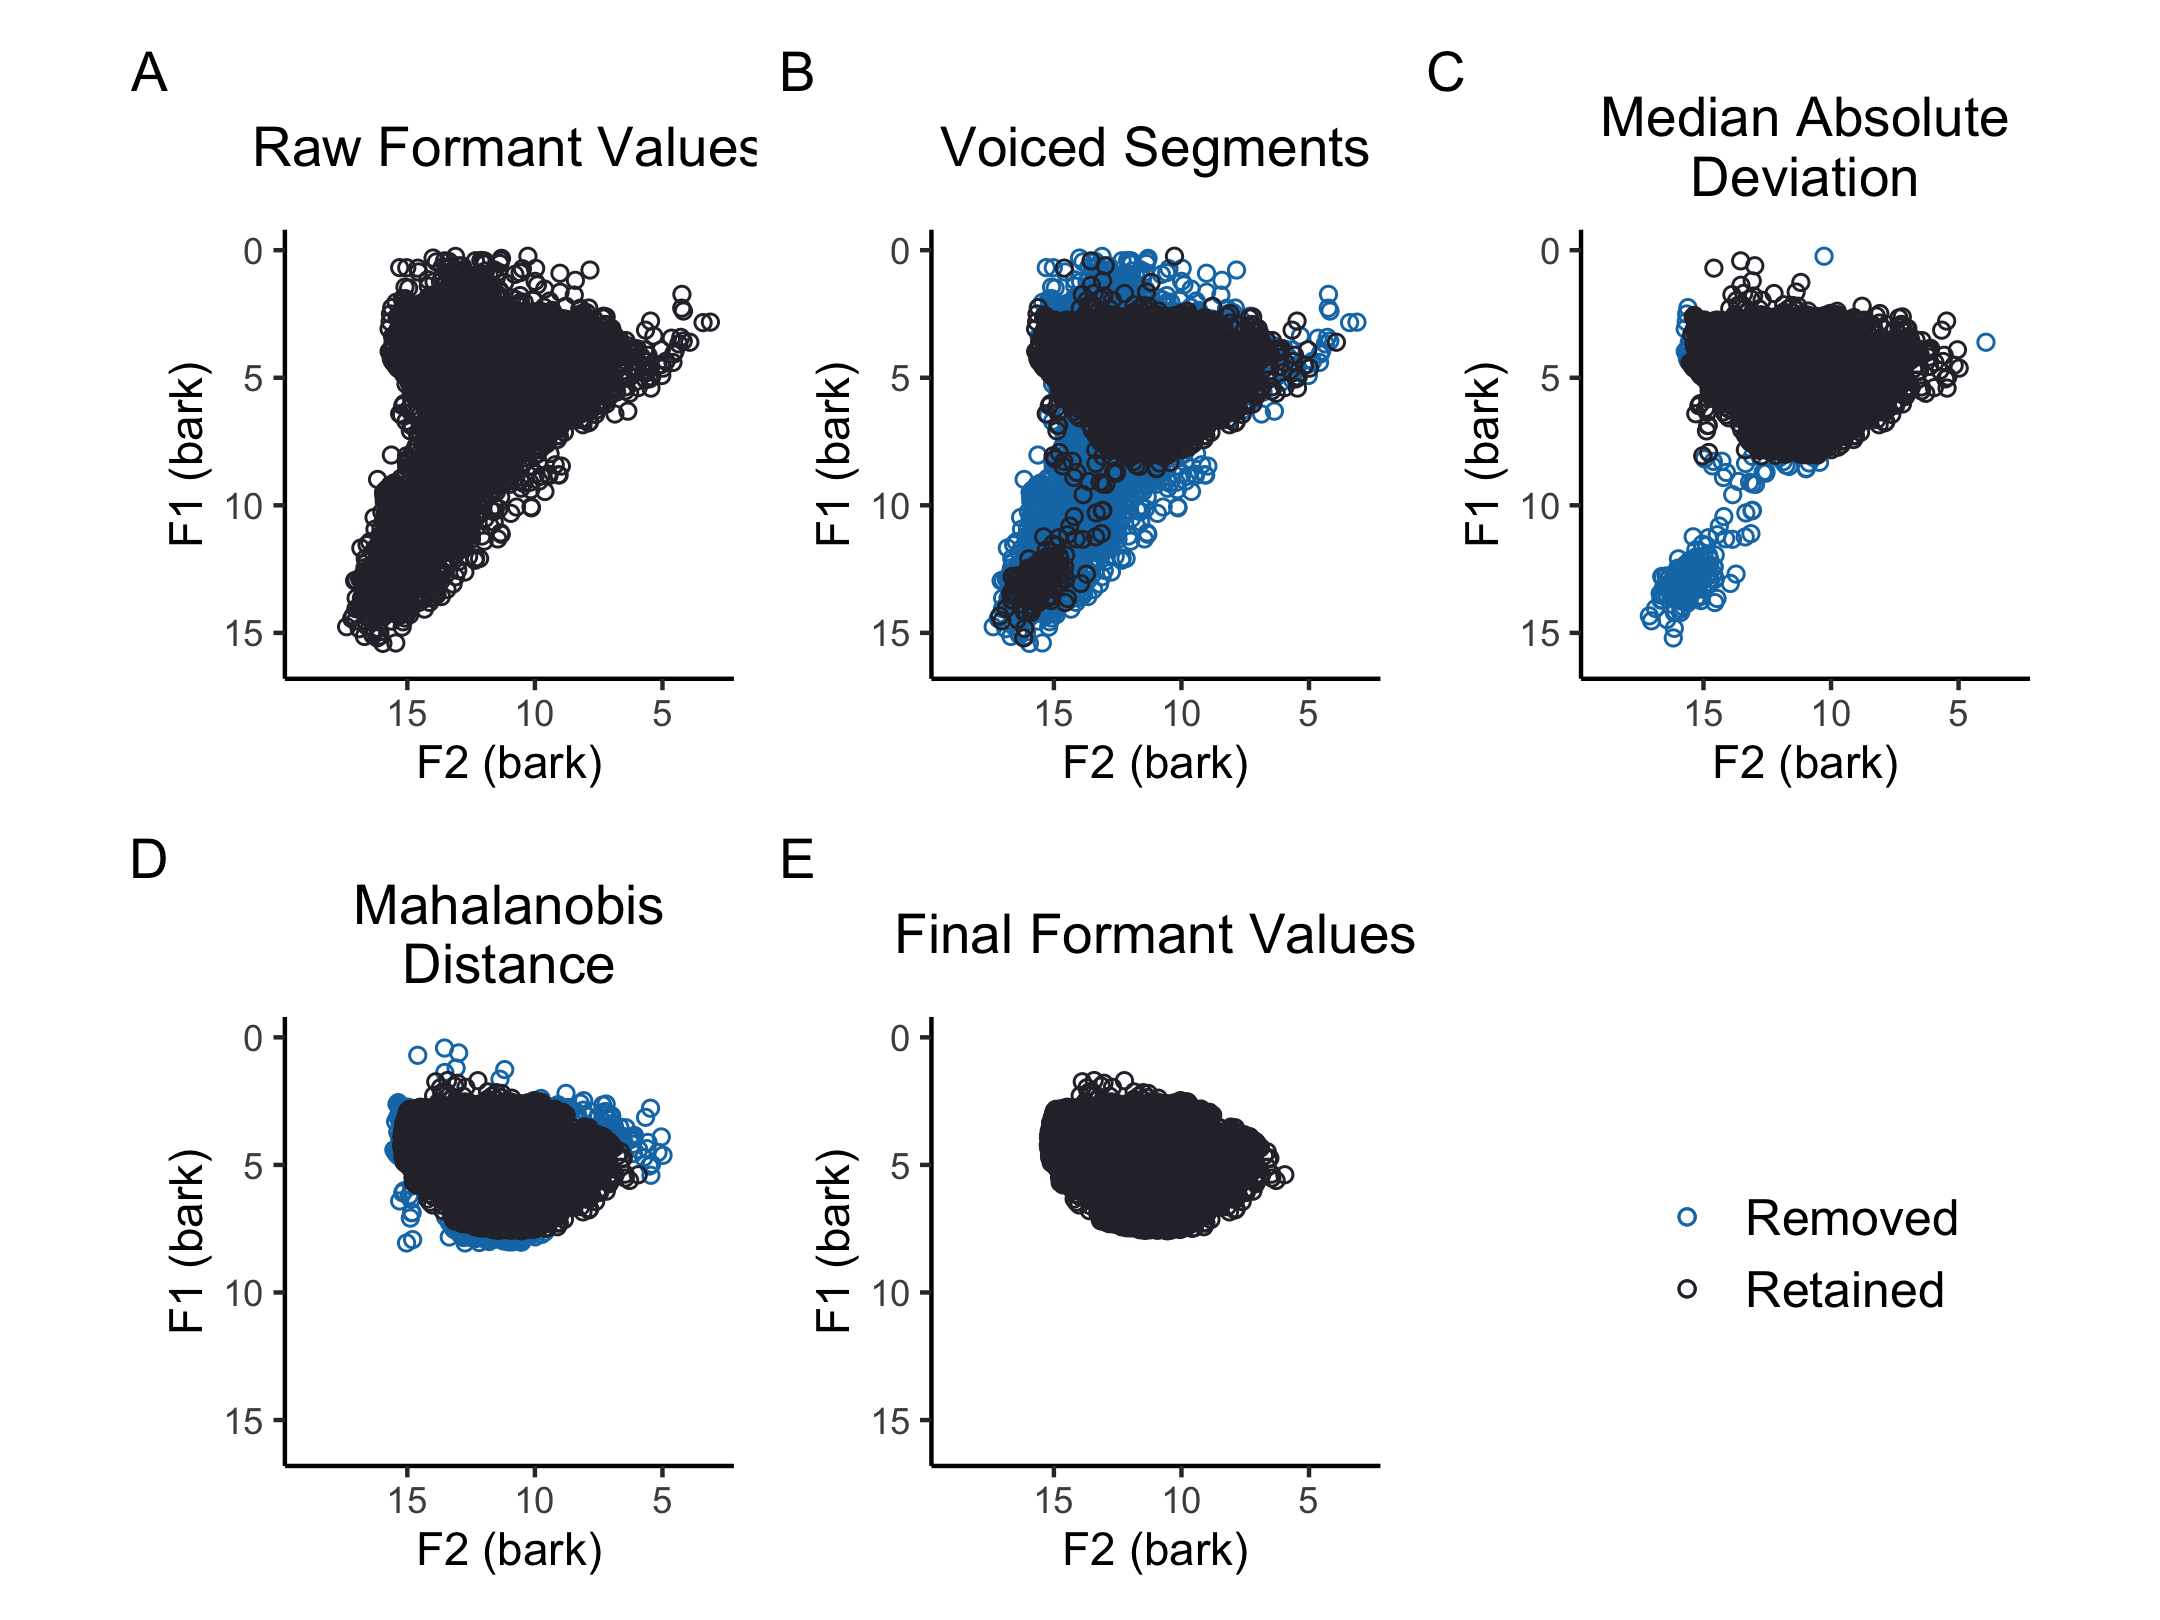 A
Raw Formant Values
0
5
10
15
F1 (bark)
15 10 5
F2 (bark)
B
Voiced Segments
0
5
10
15
F1 (bark)
15 10 5
F2 (bark)
C
Median Absolute
Deviation
0
5
10
15
F1 (bark)
15 10 5
F2 (bark)
D
Mahalanobis
Distance
0
5
10
15
F1 (bark)
15 10 5
F2 (bark)
E
Final Formant Values
0
5
10
15
F1 (bark)
15 10 5
F2 (bark)
Removed
Retained